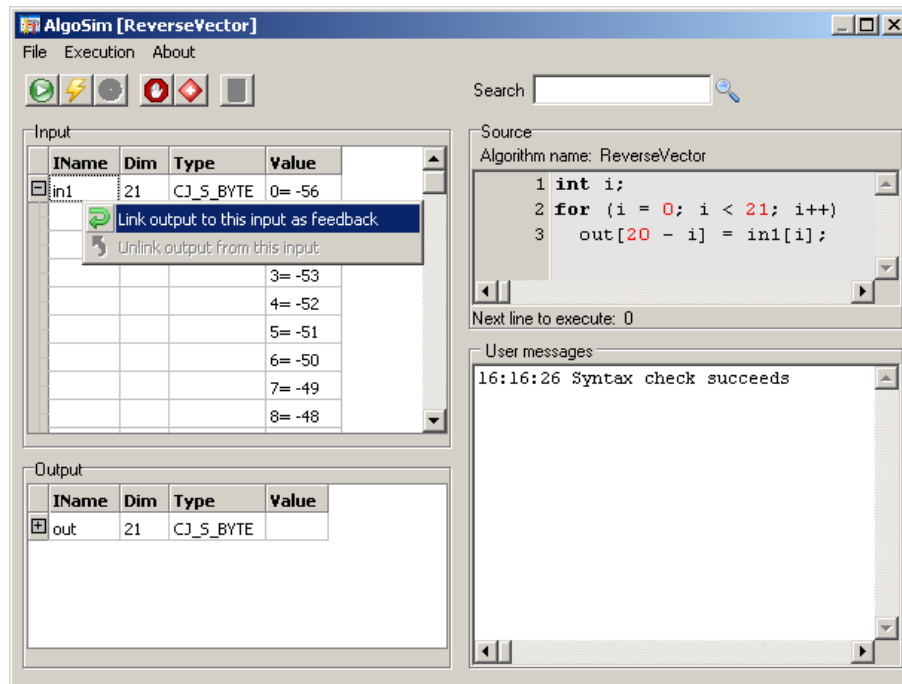 AlgoSim [ReverseVector]
File Execution About
Search
Input
IName Dim Type Value
in1 21 CJ_S_BYTE 0= -56
Link output to this input as feedback
Unlink output from this input
3= -53
4= -52
5= -51
6= -50
7= -49
8= -48
Output
IName Dim Type Value
out 21 CJ_S_BYTE
Source
Algorithm name: ReverseVector
1 int i;
2 for (i = 0; i < 21; i++)
3 out[20 - i] = in1[i];
Next line to execute: 0
User messages
16:16:26 Syntax check succeeds